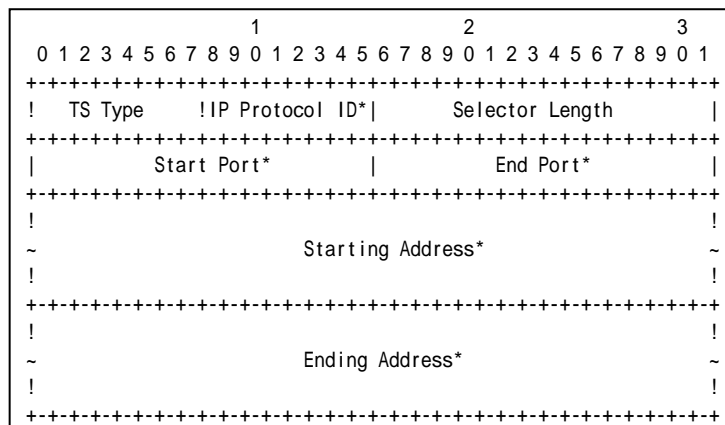 1 2 3
0 1 2 3 4 5 6 7 8 9 0 1 2 3 4 5 6 7 8 9 0 1 2 3 4 5 6 7 8 9 0 1
+-+-+-+-+-+-+-+-+-+-+-+-+-+-+-+-+-+-+-+-+-+-+-+-+-+-+-+-+-+-+-+-+
! TS Type !IP Protocol ID*| Selector Length |
+-+-+-+-+-+-+-+-+-+-+-+-+-+-+-+-+-+-+-+-+-+-+-+-+-+-+-+-+-+-+-+-+
| Start Port* | End Port* |
+-+-+-+-+-+-+-+-+-+-+-+-+-+-+-+-+-+-+-+-+-+-+-+-+-+-+-+-+-+-+-+-+
! !
~ Starting Address* ~
! !
+-+-+-+-+-+-+-+-+-+-+-+-+-+-+-+-+-+-+-+-+-+-+-+-+-+-+-+-+-+-+-+-+
! !
~ Ending Address* ~
! !
+-+-+-+-+-+-+-+-+-+-+-+-+-+-+-+-+-+-+-+-+-+-+-+-+-+-+-+-+-+-+-+-+